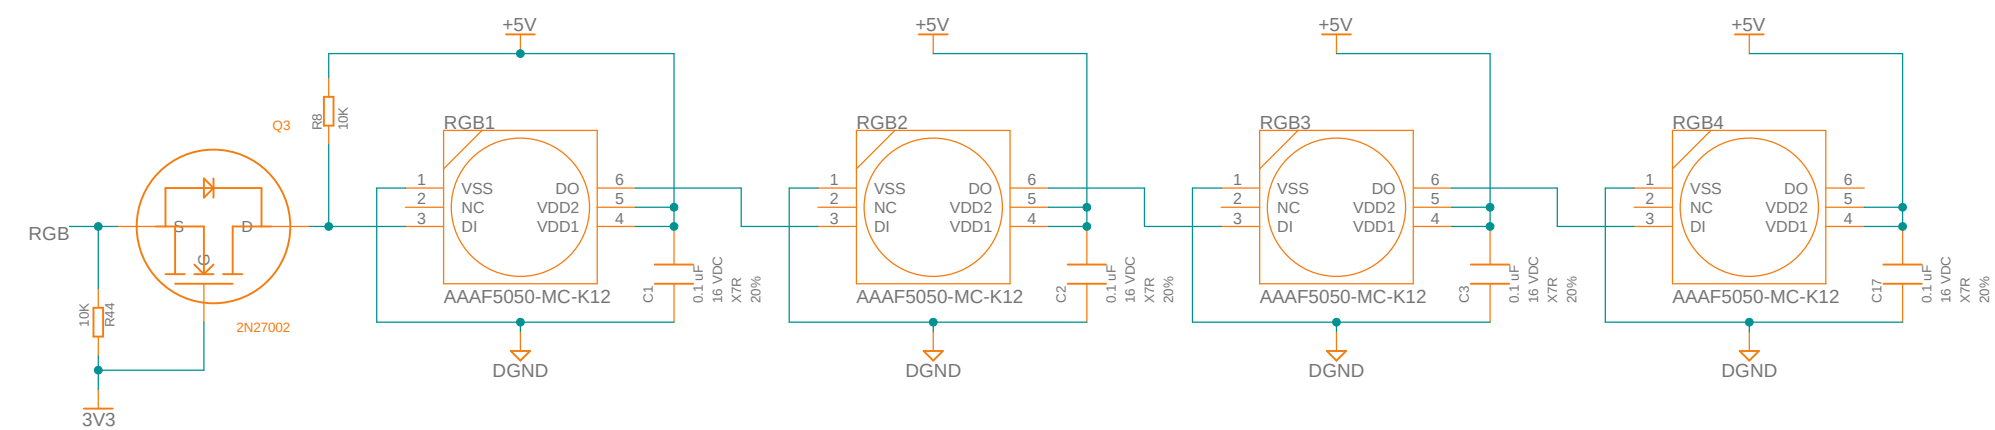 +5V
+5V
+5V
+5V
R8
10K
Q3
RGB1
RGB2
RGB3
RGB4
1
VSS
DO
6
2
NC
VDD2
5
3
DI
VDD1
4
1
VSS
DO
6
2
NC
VDD2
5
3
DI
VDD1
4
1
VSS
DO
6
2
NC
VDD2
5
3
DI
VDD1
4
1
VSS
DO
6
2
NC
VDD2
5
3
DI
VDD1
4
RGB
S
D
G
10K
R44
2N27002
3V3
AAAF5050-MC-K12
C1
0.1 uF
16 VDC
X7R
20%
AAAF5050-MC-K12
C2
0.1 uF
16 VDC
X7R
20%
AAAF5050-MC-K12
C3
0.1 uF
16 VDC
X7R
20%
AAAF5050-MC-K12
C17
0.1 uF
16 VDC
X7R
20%
DGND
DGND
DGND
DGND